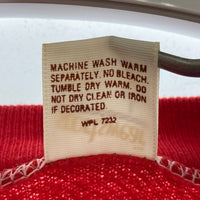 MACHINE WASH WARM
SEPARATELY. NO BLEACH.
TUMBLE DRY WARM. DO
NOT DRY CLEAN OR IRON
IF DECORATED.
WPL 7232